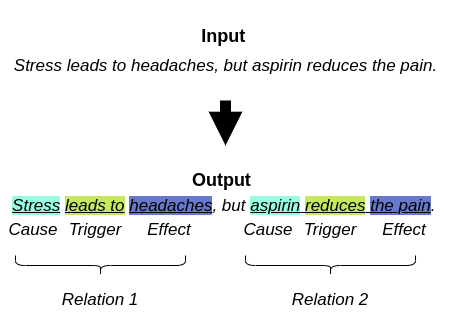 Input
Stress leads to headaches, but aspirin reduces the pain.
Output
Stress leads to headaches, but aspirin reduces the pain.
Cause Trigger Effect Cause Trigger Effect
Relation 1 Relation 2